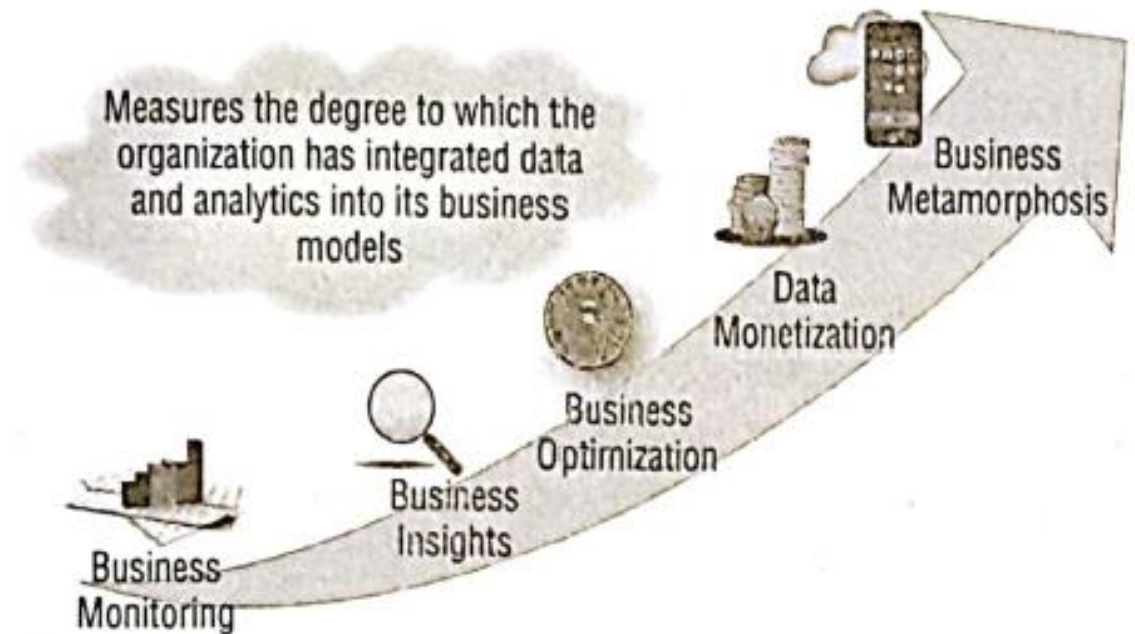 Measures the degree to which the
organization has integrated data
and analytics into its business
models
Business
Metamorphosis
Data
Monetization
Business
Optimization
Business
Insights
Business
Monitoring